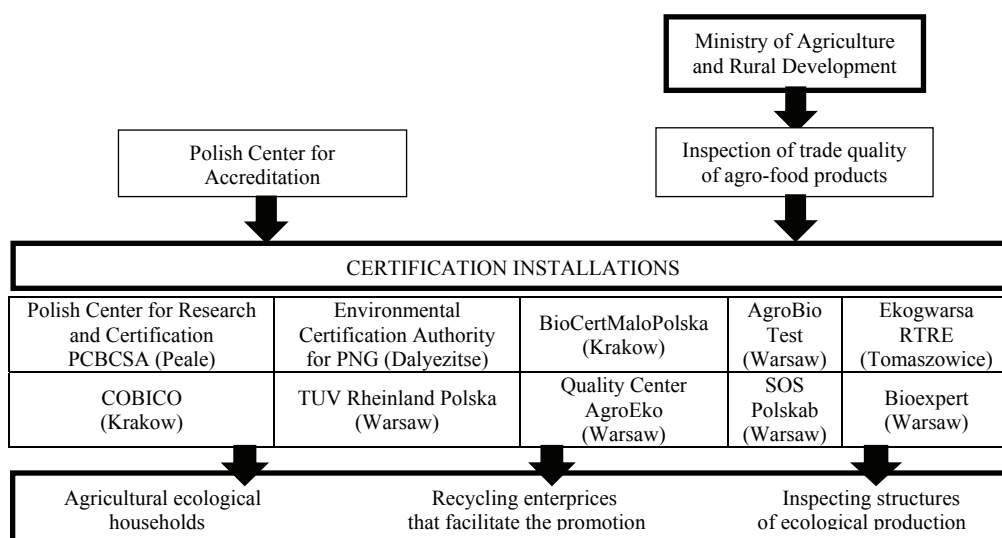 Ministry of Agriculture
and Rural Development
Polish Center for
Accreditation
Inspection of trade quality
of agro-food products
CERTIFICATION INSTALLATIONS
Polish Center for Research
and Certification
PCBCSA (Peale)
Environmental
Certification Authority
for PNG (Dalyezitse)
BioCertMaloPolska
(Krakow)
AgroBio
Test
(Warsaw)
Ekogwarsa
RTRE
(Tomaszowice)
COBICO
(Krakow)
TUV Rheinland Polska
(Warsaw)
Quality Center
AgroEko
(Warsaw)
SOS
Polskab
(Warsaw)
Bioexpert
(Warsaw)
Agricultural ecological
households
Recycling enterprices
that facilitate the promotion
Inspecting structures
of ecological production